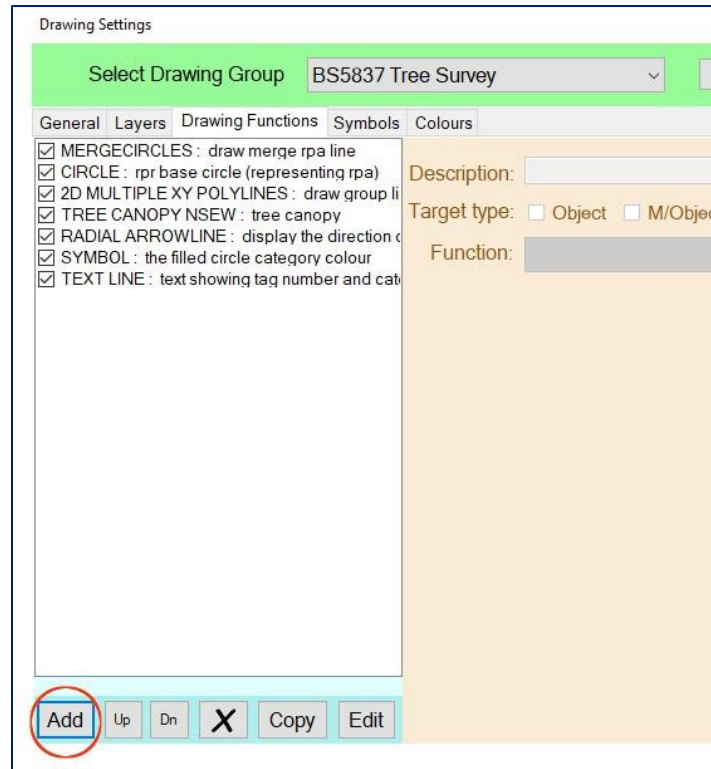 Drawing Settings
Select Drawing Group BS5837 Tree Survey
General Layers Drawing Functions Symbols Colours
MERGECIRCLES : draw merge rpa line
CIRCLE : rpr base circle (representing rpa)
2D MULTIPLE XY POLYLINES : draw group li
TREE CANOPY NSEW : tree canopy
RADIAL ARROWLINE : display the direction
SYMBOL : the filled circle category colour
TEXT LINE : text showing tag number and cat
Description:
Target type: Object M/Objec
Function:
Add Up Dn X Copy Edit